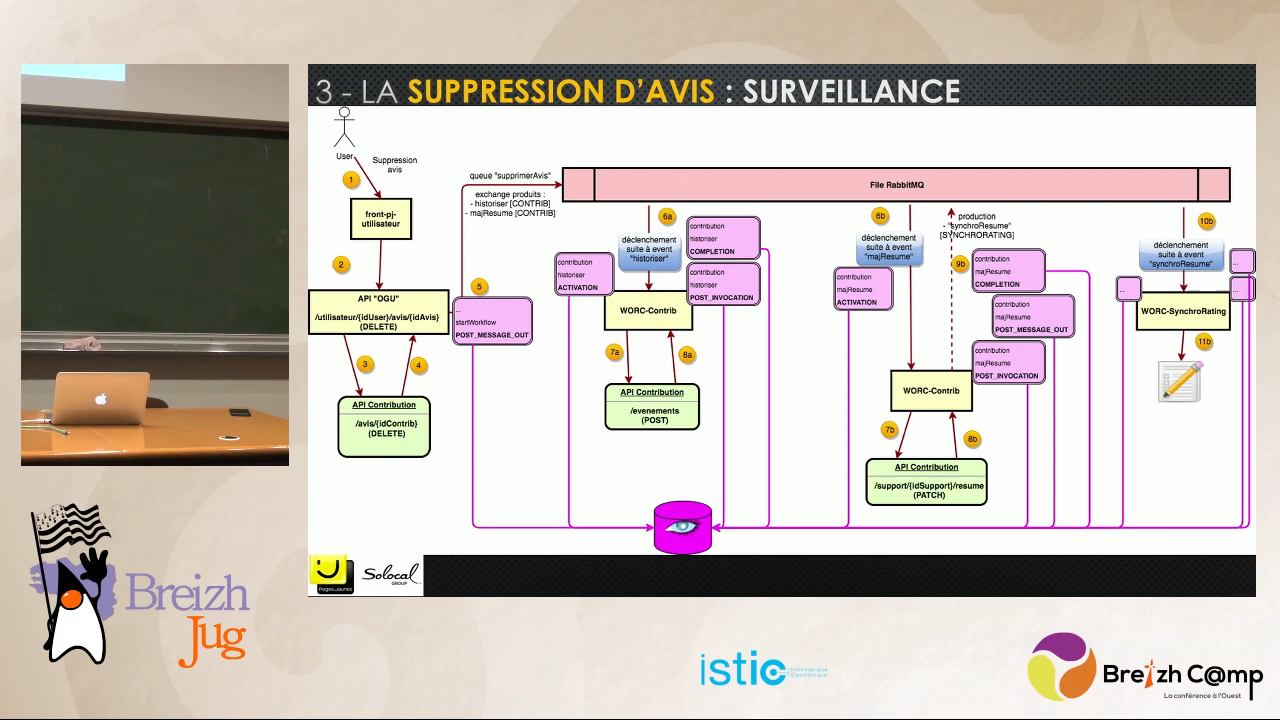 3 - LA SUPPRESSION D'AVIS : SURVEILLANCE
User
Suppression
avis
1
front-pj-
utilisateur
2
API "OGU"
/utilisateur/{idUser}/avis/{idAvis}
(DELETE)
3
4
API Contribution
/avis/{idContrib}
(DELETE)
queue "supprimerAvis"
exchange produits :
- historiser [CONTRIB]
- majResume [CONTRIB]
5
...
startWorkflow
POST_MESSAGE_OUT
File RabbitMQ
6a
déclenchement
suite à event
"historiser"
contribution
historiser
ACTIVATION
contribution
historiser
COMPLETION
contribution
historiser
POST_INVOCATION
WORC-Contrib
7a
8a
API Contribution
/evenements
(POST)
6b
déclenchement
suite à event
"majResume"
contribution
majResume
ACTIVATION
production
- "synchroResume"
[SYNCHRORATING]
9b
contribution
majResume
COMPLETION
contribution
majResume
POST_MESSAGE_OUT
contribution
majResume
POST_INVOCATION
WORC-Contrib
7b
8b
API Contribution
/support/{idSupport}/resume
(PATCH)
10b
déclenchement
suite à event
"synchroResume"
...
...
...
WORC-SynchroRating
11b
PagesJaunes
Solocal
GROUP
Breizh
Jug
istic
Informatique
Électronique
Breizh C@mp
La conférence à l'Ouest